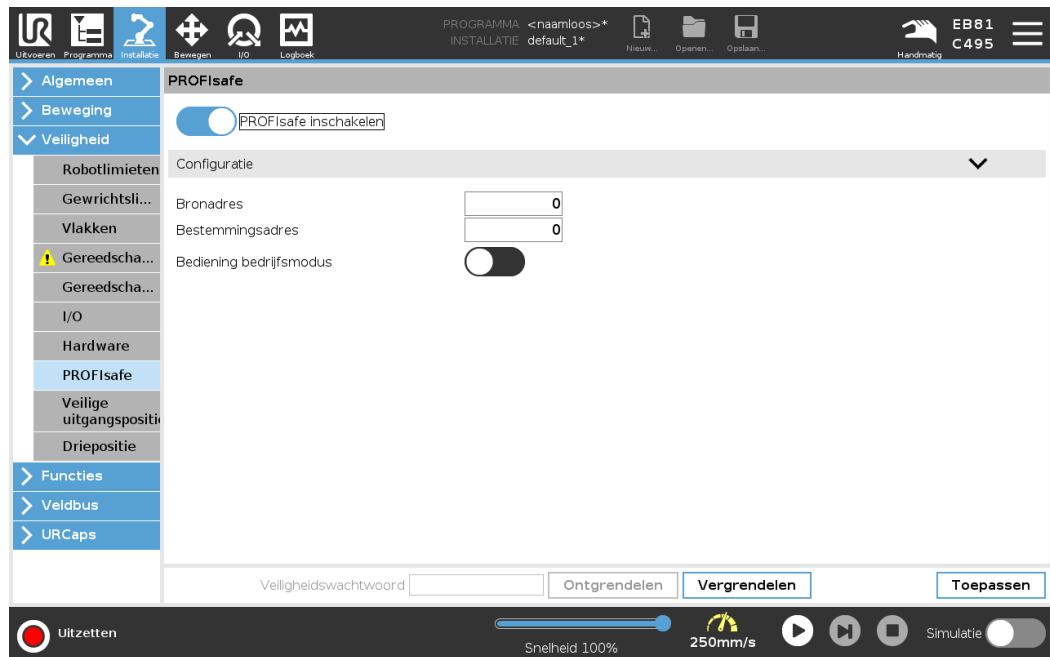 PROGRAMMA <naamloos>*
INSTALLATIE default_1*
Uitvoeren Programma Installatie Bewegen I/O Logboek Nieuw... Openen... Opslaan... Handmatig
EB81
C495
Algemeen
Beweging
Veiligheid
Robotlimieten
Gewrichtsli...
Vlakken
Gereedscha...
Gereedscha...
I/O
Hardware
PROFIsafe
Veilige
uitgangspositi
Driepositie
Functies
Veldbus
URCaps
PROFIsafe
PROFIsafe inschakelen
Configuratie
Bronadres 0
Bestemmingsadres 0
Bediening bedrijfsmodus
Veiligheidswachtwoord Ontgrendelen Vergrendelen Toepassen
Uitzetten
Snelheid 100%
250mm/s
Simulatie